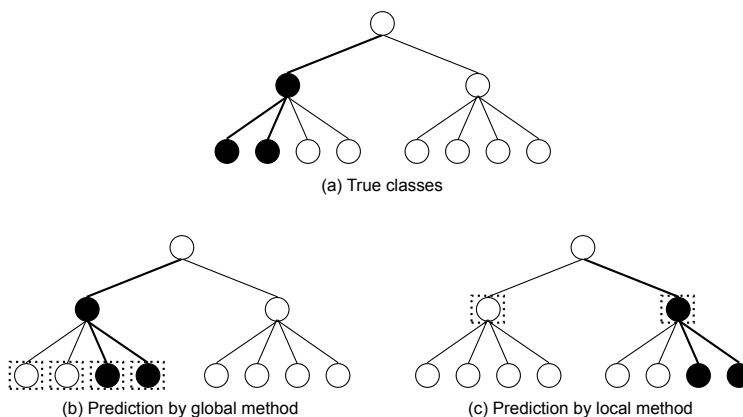 (a) True classes
(b) Prediction by global method
(c) Prediction by local method